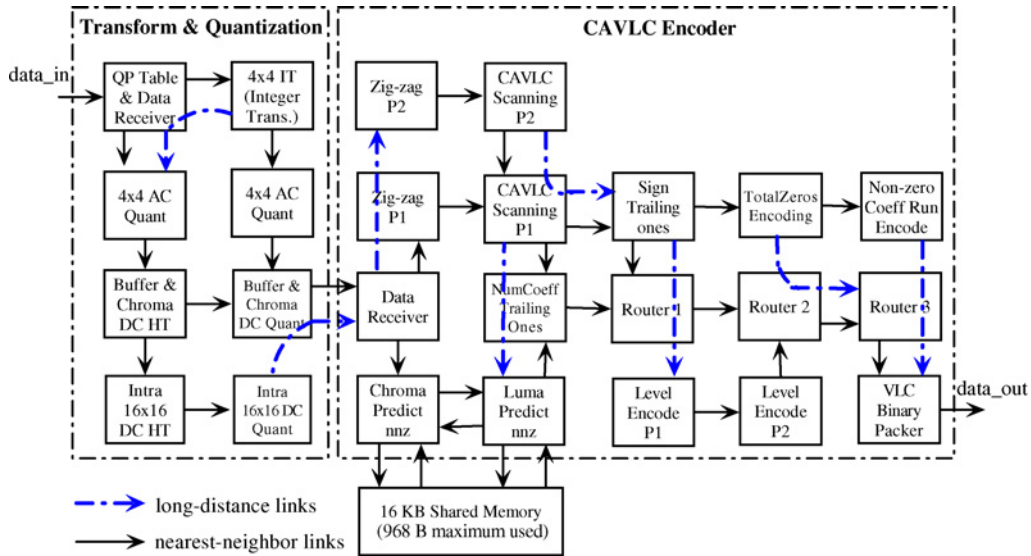 Transform & Quantization
CAVLC Encoder
data_in
QP Table
& Data
Receiver
4x4 IT
(Integer
Trans.)
Zig-zag
P2
CAVLC
Scanning
P2
4x4 AC
Quant
4x4 AC
Quant
Zig-zag
P1
CAVLC
Scanning
P1
Sign
Trailing
ones
TotalZeros
Encoding
Non-zero
Coeff Run
Encode
Buffer &
Chroma
DC HT
Buffer &
Chroma
DC Quant
Data
Receiver
NumCoeff
Trailing
Ones
Router 1
Router 2
Router 3
Intra
16x16
DC HT
Intra
16x16 DC
Quant
Chroma
Predict
nnz
Luma
Predict
nnz
Level
Encode
P1
Level
Encode
P2
VLC
Binary
Packer
data_out
long-distance links
nearest-neighbor links
16 KB Shared Memory
(968 B maximum used)